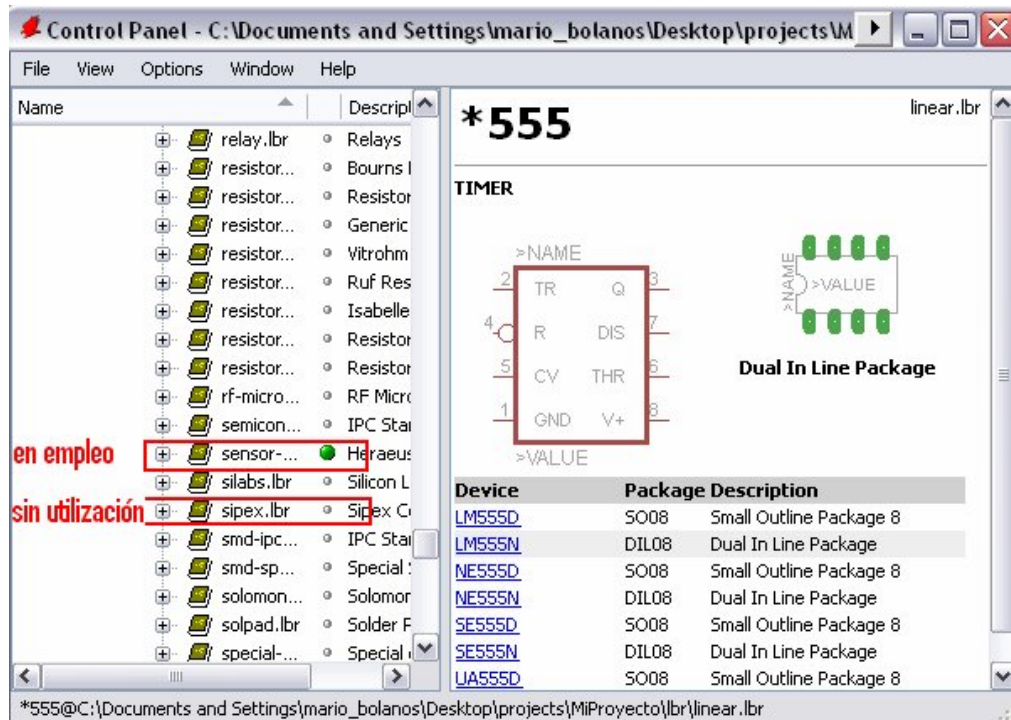 Control Panel - C:\Documents and Settings\mario_bolanos\Desktop\projects\M
File View Options Window Help
Name Descript
relay.lbr Relays
resistor... Bourns
resistor... Resistor
resistor... Generic
resistor... Vitrohm
resistor... Ruf Res
resistor... Isabelle
resistor... Resistor
resistor... Resistor
rf-micro... RF Micro
semicon... IPC Star
en empleo
sensor-... Heraeus
silabs.lbr Silicon L
sin utilización
sipex.lbr Sipex Co
smd-ipc... IPC Star
smd-sp... Special
solomon... Solomon
solpad.lbr Solder P
special-... Special
*555 linear.lbr
TIMER
>NAME
2 TR Q 3
4 R DIS 7
5 CV THR 6
1 GND V+ 8
>VALUE
>NAME
>VALUE
Dual In Line Package
Device Package Description
LM555D SO08 Small Outline Package 8
LM555N DIL08 Dual In Line Package
NE555D SO08 Small Outline Package 8
NE555N DIL08 Dual In Line Package
SE555D SO08 Small Outline Package 8
SE555N DIL08 Dual In Line Package
UA555D SO08 Small Outline Package 8
*555@C:\Documents and Settings\mario_bolanos\Desktop\projects\MiProyecto\lbr\linear.lbr